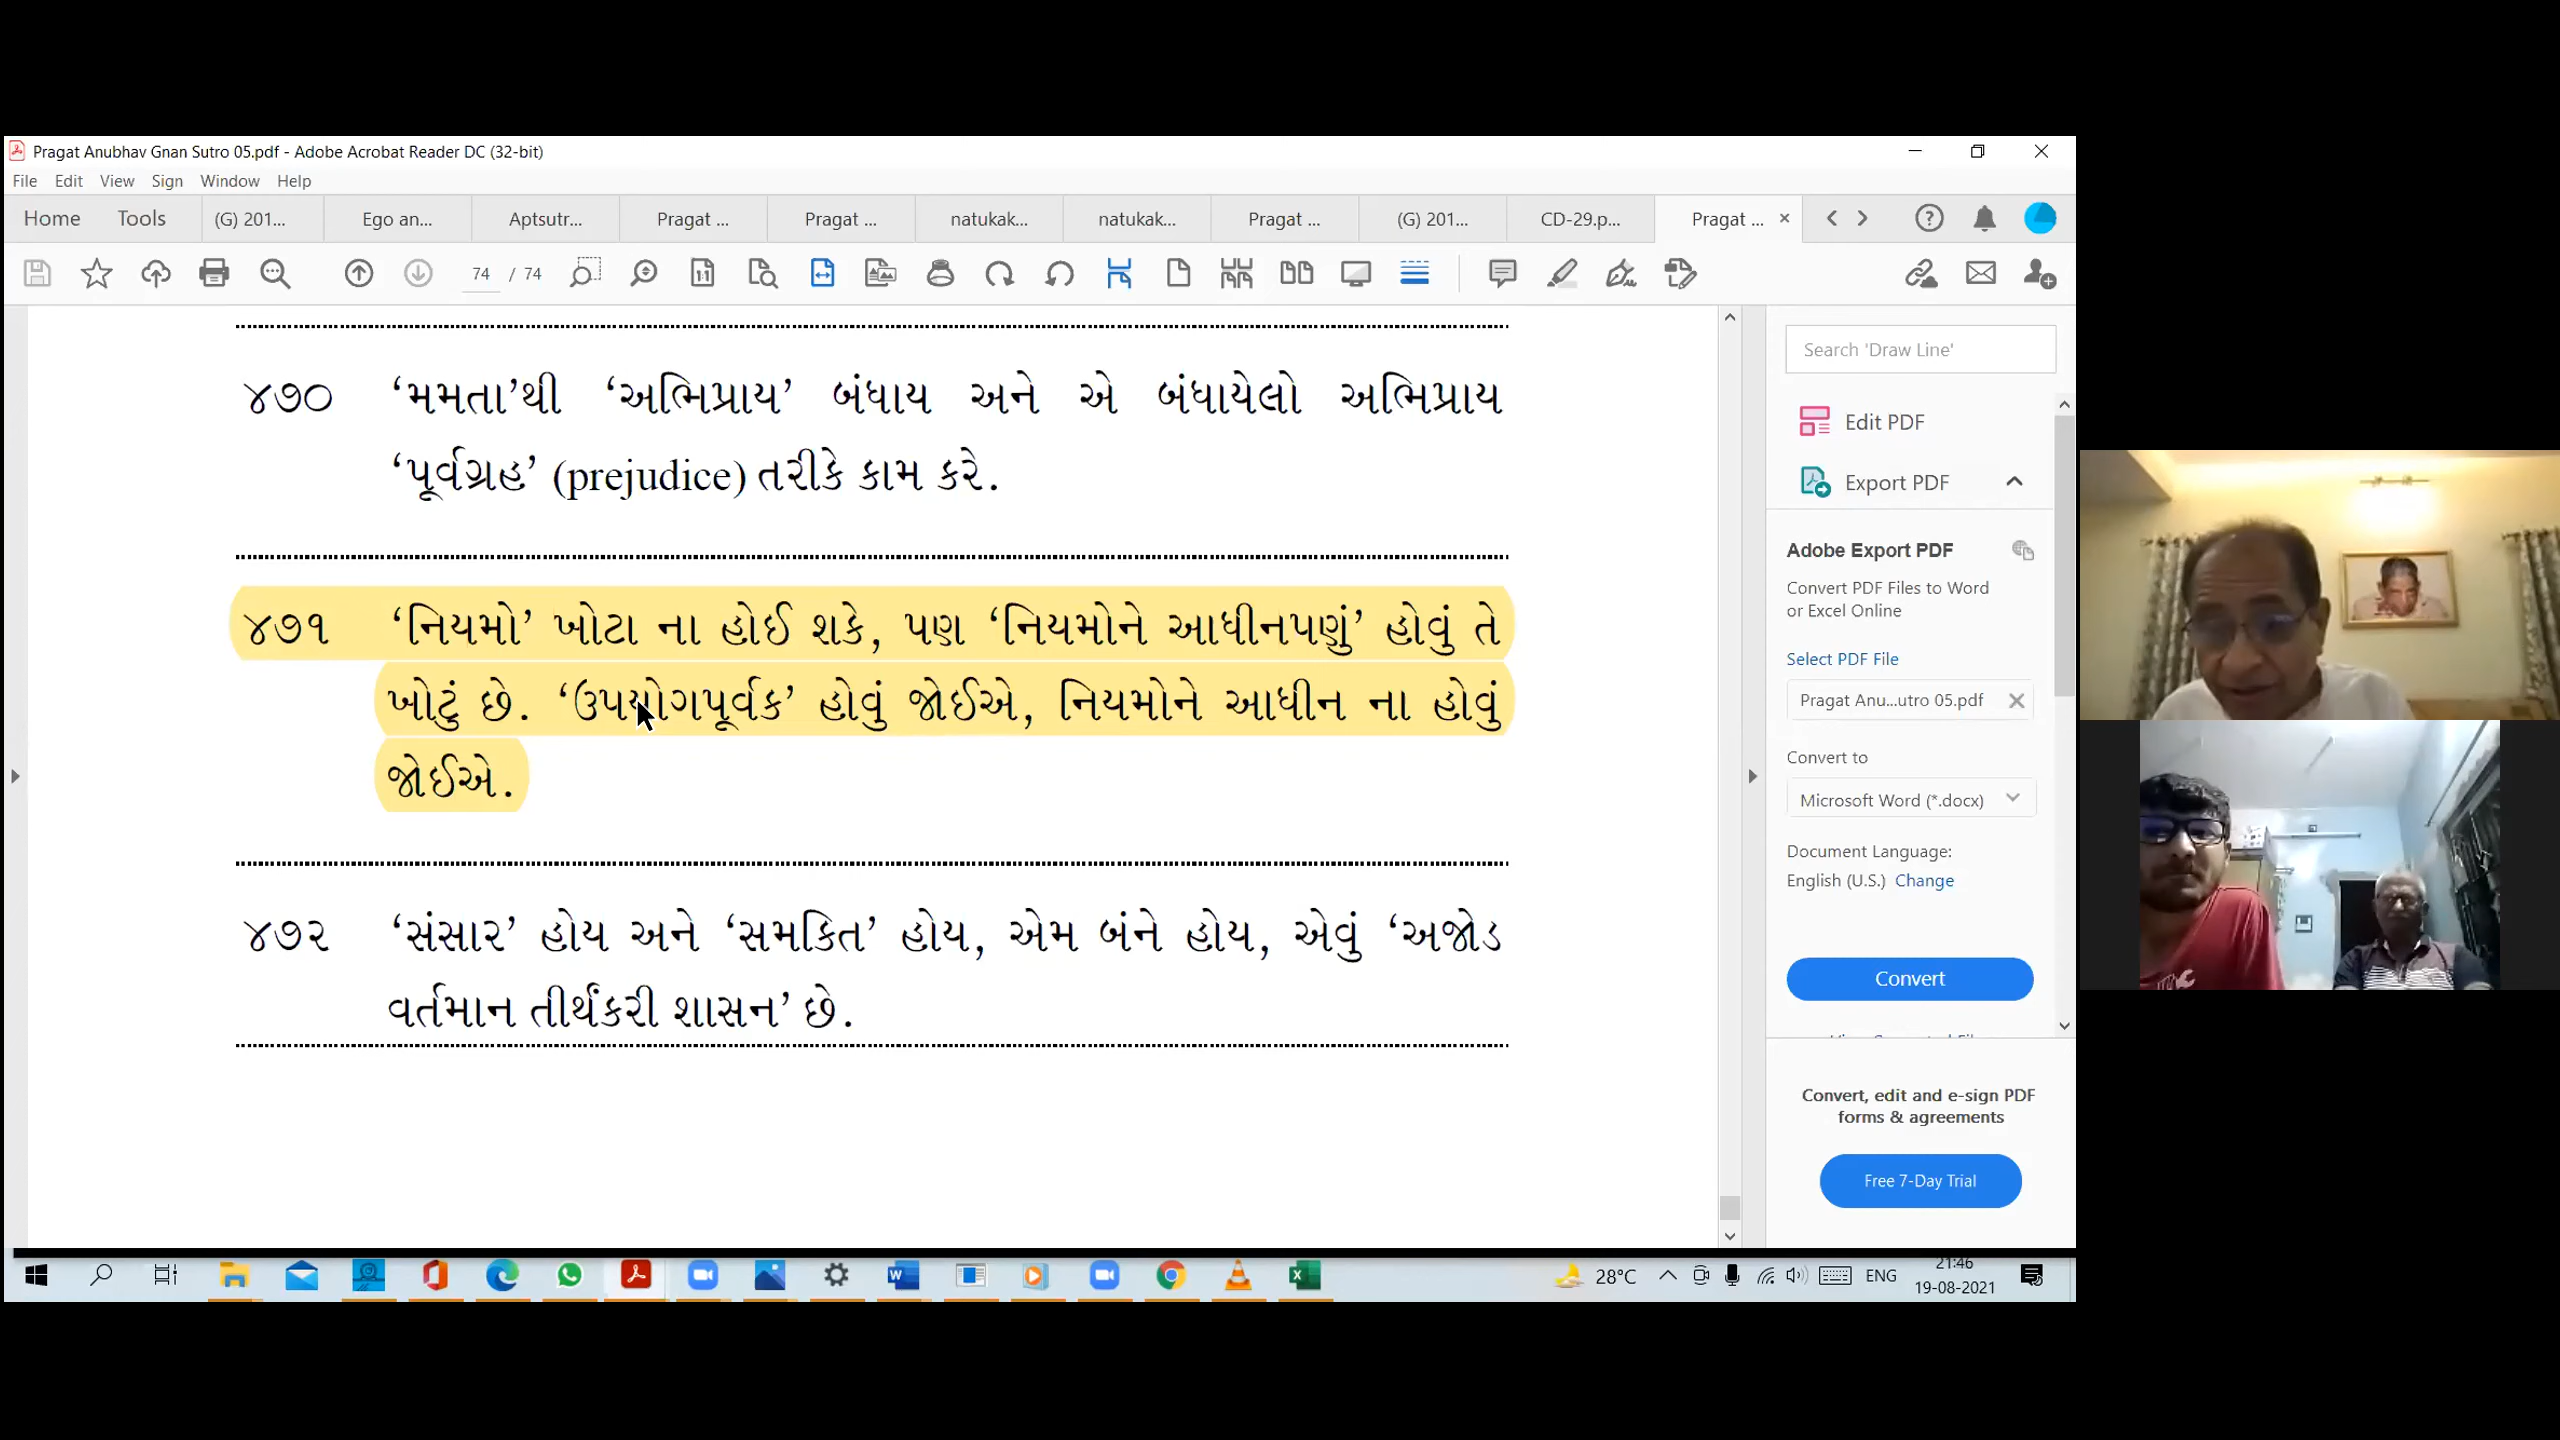 Pragat Anubhav Gnan Sutro 05.pdf - Adobe Acrobat Reader DC (32-bit)
File Edit View Sign Window Help
Home Tools (G) 201... Ego an... Aptsutr... Pragat ... Pragat ... natukak... natukak... Pragat ... (G) 201... CD-29.p... Pragat ...
74 / 74
૪૭૦ ‘મમતા’થી ‘અભિપ્રાય’ બંધાય અને એ બંધાયેલો અભિપ્રાય
‘પૂર્વગ્રહ’ (prejudice) તરીકે કામ કરે.
૪૭૧ ‘નિયમો’ ખોટા ના હોઈ શકે, પણ ‘નિયમોને આધીનપણું’ હોવું તે
ખોટું છે. ‘ઉપયોગપૂર્વક’ હોવું જોઈએ, નિયમોને આધીન ના હોવું
જોઈએ.
૪૭૨ ‘સંસાર’ હોય અને ‘સમકિત’ હોય, એમ બંને હોય, એવું ‘અજોડ
વર્તમાન તીર્થંકરી શાસન’ છે.
Search 'Draw Line'
Edit PDF
Export PDF
Adobe Export PDF
Convert PDF Files to Word
or Excel Online
Select PDF File
Pragat Anu...utro 05.pdf
Convert to
Microsoft Word (*.docx)
Document Language:
English (U.S.) Change
Convert
Convert, edit and e-sign PDF
forms & agreements
Free 7-Day Trial
28°C ENG 21:46
19-08-2021